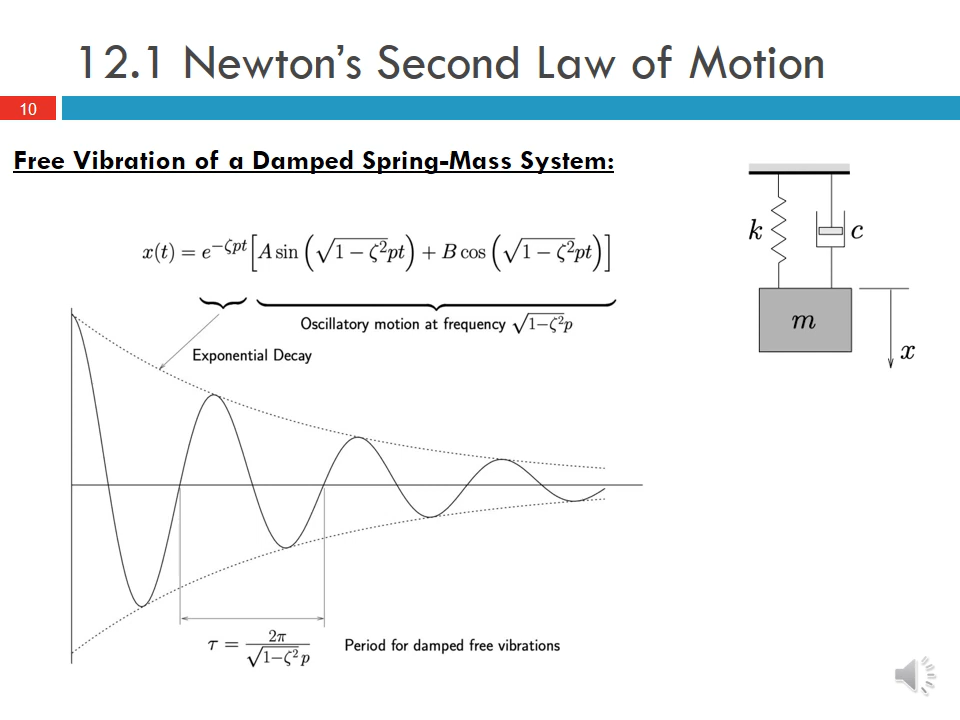 12.1 Newton’s Second Law of Motion
10
Free Vibration of a Damped Spring-Mass System:
x(t) = e^{−ζpt}[A sin (√(1 − ζ²)pt) + B cos (√(1 − ζ²)pt)]
Oscillatory motion at frequency √(1−ζ²)p
Exponential Decay
k
c
m
x
τ = 2π / (√(1−ζ²) p)
Period for damped free vibrations